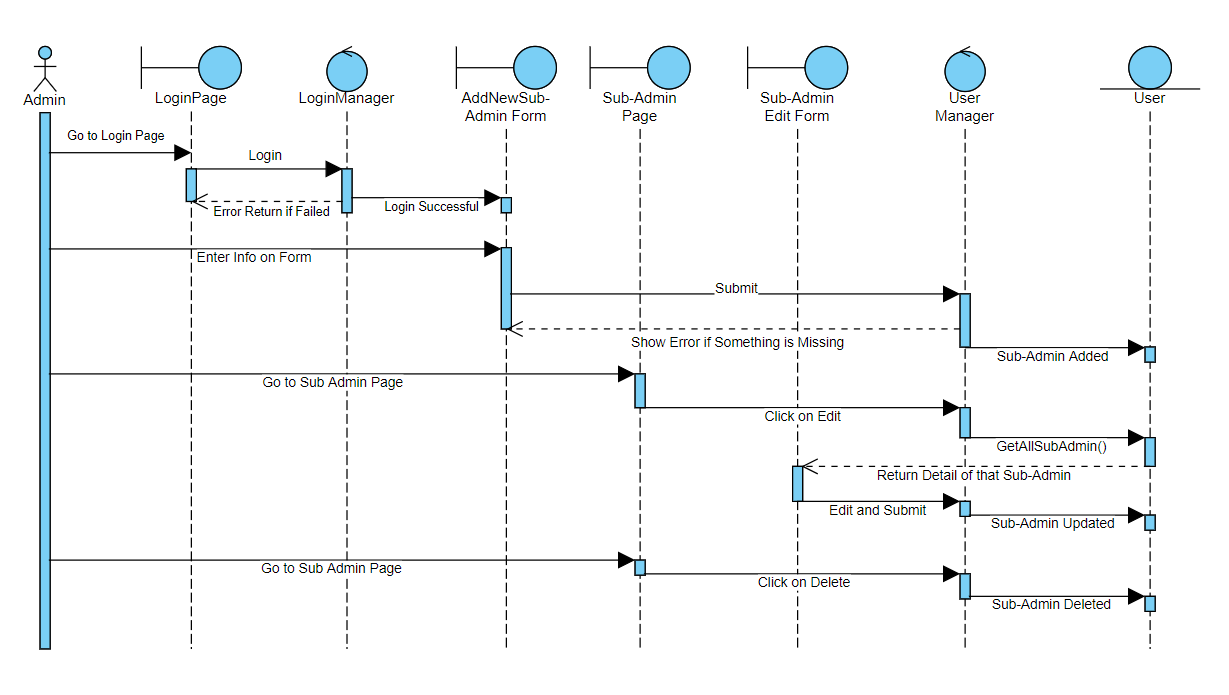 Admin
LoginPage
LoginManager
AddNewSub-
Admin Form
Sub-Admin
Page
Sub-Admin
Edit Form
User
Manager
User
Go to Login Page
Login
Error Return if Failed
Login Successful
Enter Info on Form
Submit
Show Error if Something is Missing
Sub-Admin Added
Go to Sub Admin Page
Click on Edit
GetAllSubAdmin()
Return Detail of that Sub-Admin
Edit and Submit
Sub-Admin Updated
Go to Sub Admin Page
Click on Delete
Sub-Admin Deleted